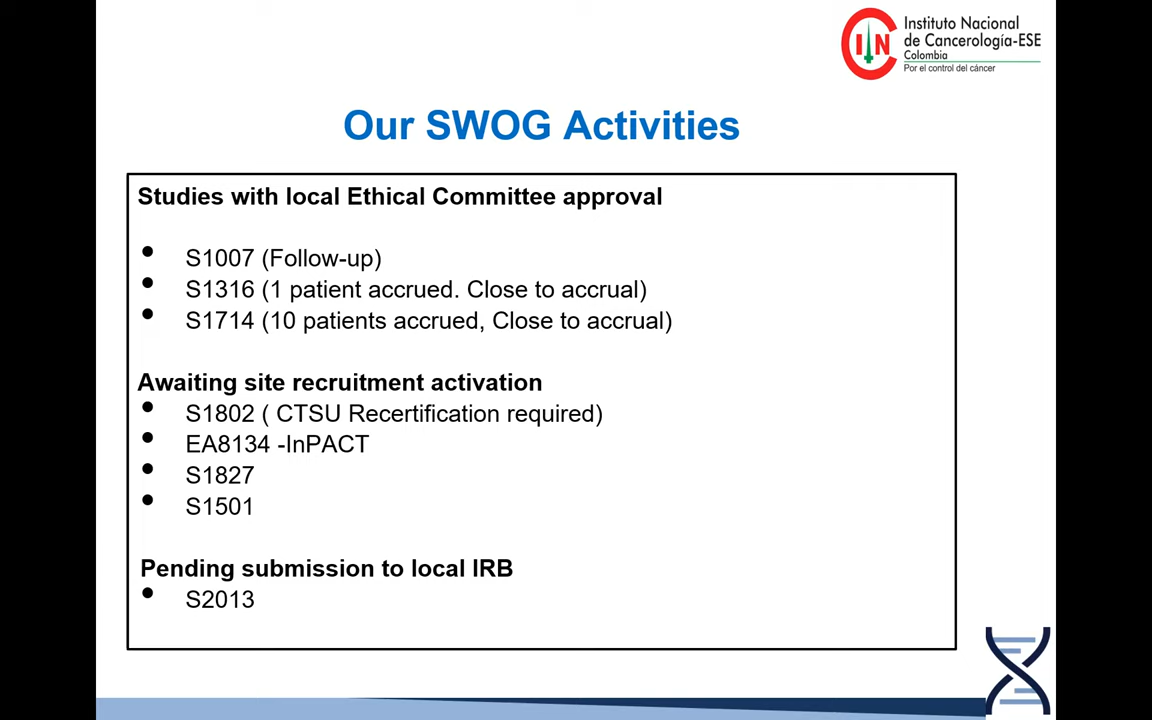 Instituto Nacional
de Cancerología-ESE
Colombia
Por el control del cáncer
Our SWOG Activities
Studies with local Ethical Committee approval
• S1007 (Follow-up)
• S1316 (1 patient accrued. Close to accrual)
• S1714 (10 patients accrued, Close to accrual)
Awaiting site recruitment activation
• S1802 ( CTSU Recertification required)
• EA8134 -InPACT
• S1827
• S1501
Pending submission to local IRB
• S2013